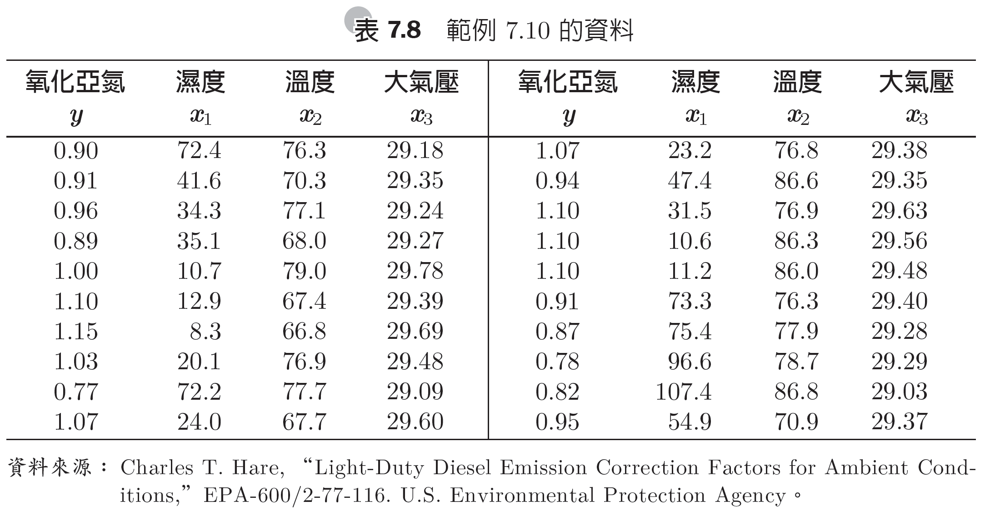 表 7.8 範例 7.10 的資料
氧化亞氮 濕度 溫度 大氣壓 氧化亞氮 濕度 溫度 大氣壓
y x1 x2 x3 y x1 x2 x3
0.90 72.4 76.3 29.18 1.07 23.2 76.8 29.38
0.91 41.6 70.3 29.35 0.94 47.4 86.6 29.35
0.96 34.3 77.1 29.24 1.10 31.5 76.9 29.63
0.89 35.1 68.0 29.27 1.10 10.6 86.3 29.56
1.00 10.7 79.0 29.78 1.10 11.2 86.0 29.48
1.10 12.9 67.4 29.39 0.91 73.3 76.3 29.40
1.15 8.3 66.8 29.69 0.87 75.4 77.9 29.28
1.03 20.1 76.9 29.48 0.78 96.6 78.7 29.29
0.77 72.2 77.7 29.09 0.82 107.4 86.8 29.03
1.07 24.0 67.7 29.60 0.95 54.9 70.9 29.37
資料來源：Charles T. Hare, “Light-Duty Diesel Emission Correction Factors for Ambient Cond-
itions,” EPA-600/2-77-116. U.S. Environmental Protection Agency。